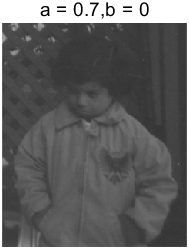 a = 0.7,b = 0